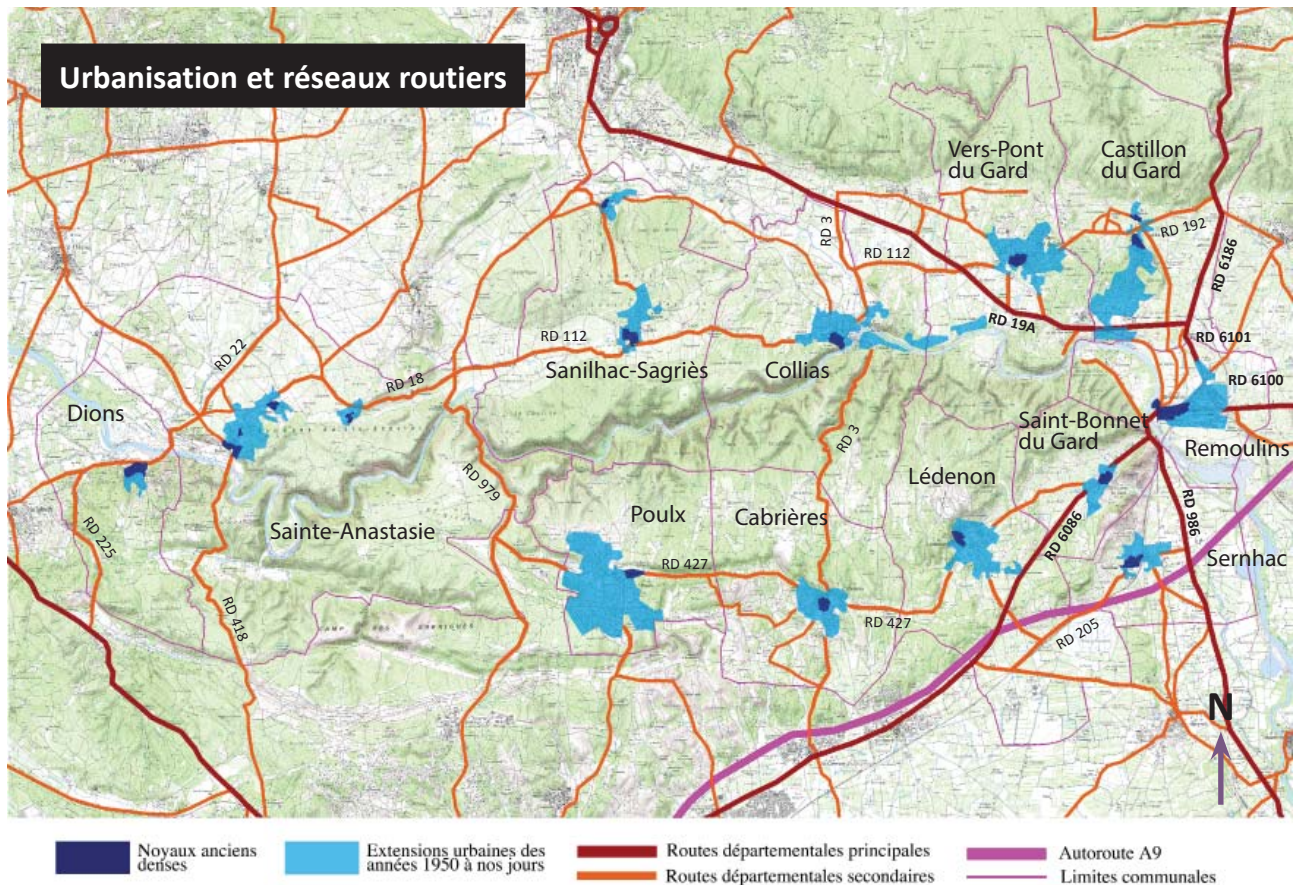 Urbanisation et réseaux routiers
Vers-Pont
du Gard
Castillon
du Gard
RD 3
RD 192
RD 112
RD 6186
RD 19A
RD 6101
RD 22
RD 112
RD 18
Sanilhac-Sagriès
Collias
RD 6100
Dions
Saint-Bonnet
du Gard
Remoulins
RD 3
Lédenon
RD 979
Poulx
Cabrières
RD 986
Sainte-Anastasie
RD 225
RD 6086
Sernhac
RD 427
RD 418
CAMP DES GARRIGUES
RD 427
RD 205
N
Noyaux anciens
denses
Extensions urbaines des
années 1950 à nos jours
Routes départementales principales
Routes départementales secondaires
Autoroute A9
Limites communales